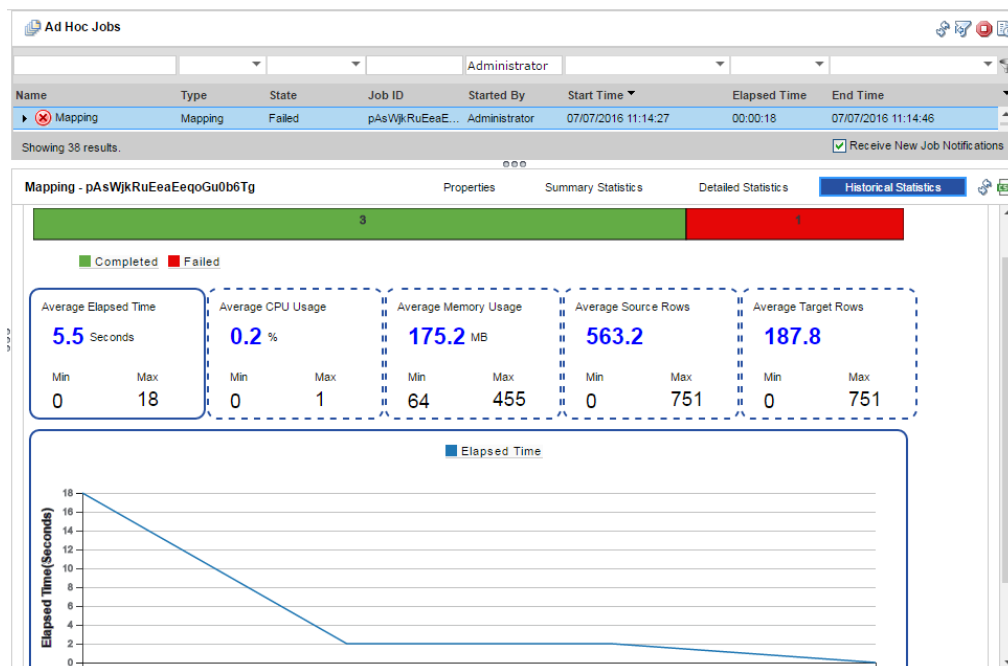 Ad Hoc Jobs
Administrator
Name Type State Job ID Started By Start Time Elapsed Time End Time
Mapping Mapping Failed pAsWjkRuEeaE... Administrator 07/07/2016 11:14:27 00:00:18 07/07/2016 11:14:46
Showing 38 results. Receive New Job Notifications
Mapping - pAsWjkRuEeaEeqoGu0b6Tg Properties Summary Statistics Detailed Statistics Historical Statistics
3 1
Completed Failed
Average Elapsed Time Average CPU Usage Average Memory Usage Average Source Rows Average Target Rows
5.5 Seconds 0.2 % 175.2 MB 563.2 187.8
Min Max Min Max Min Max Min Max Min Max
0 18 0 1 64 455 0 751 0 751
Elapsed Time
Elapsed Time(Seconds)
18
16
14
12
10
8
6
4
2
0